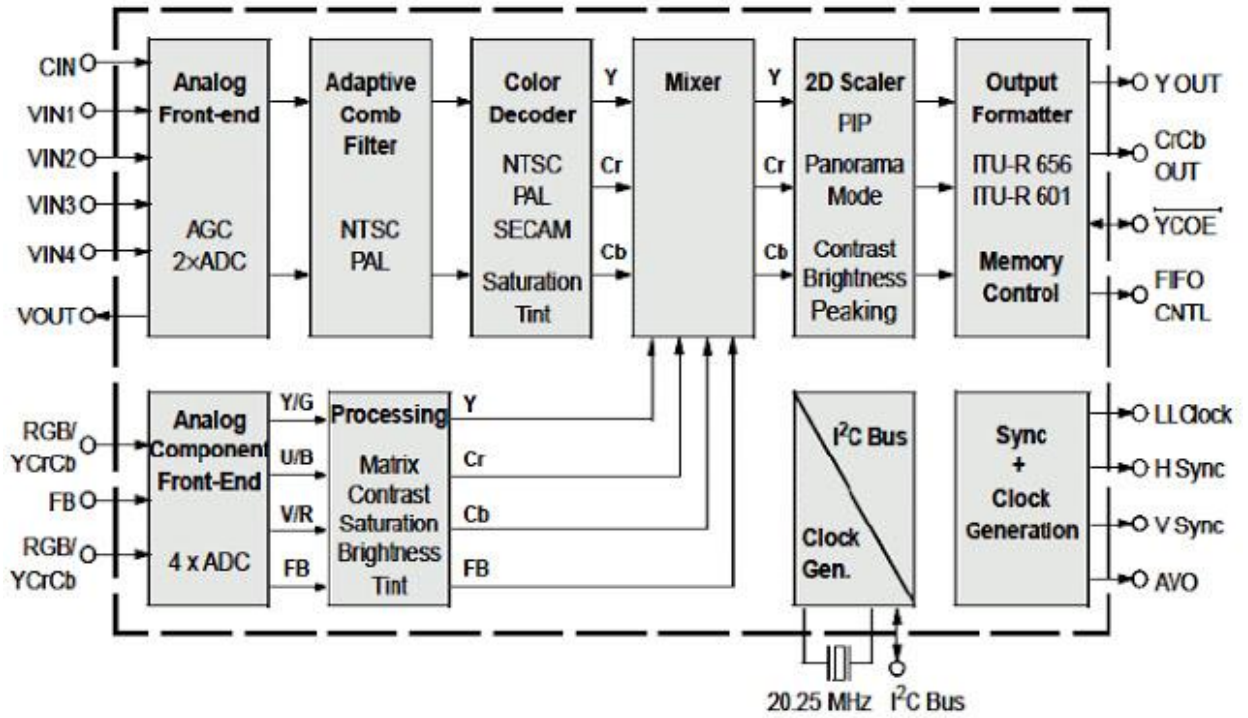 CIN
VIN1
VIN2
VIN3
VIN4
VOUT
Analog
Front-end
AGC
2×ADC
Adaptive
Comb
Filter
NTSC
PAL
Color
Decoder
NTSC
PAL
SECAM
Saturation
Tint
Y
Cr
Cb
Mixer
Y
Cr
Cb
2D Scaler
PIP
Panorama
Mode
Contrast
Brightness
Peaking
Output
Formatter
ITU-R 656
ITU-R 601
Memory
Control
Y OUT
CrCb
OUT
YCOE
FIFO
CNTL
RGB/
YCrCb
FB
RGB/
YCrCb
Analog
Component
Front-End
4 x ADC
Y/G
U/B
V/R
FB
Processing
Matrix
Contrast
Saturation
Brightness
Tint
Y
Cr
Cb
FB
I²C Bus
Clock
Gen.
Sync
+
Clock
Generation
LLClock
H Sync
V Sync
AVO
20.25 MHz
I²C Bus